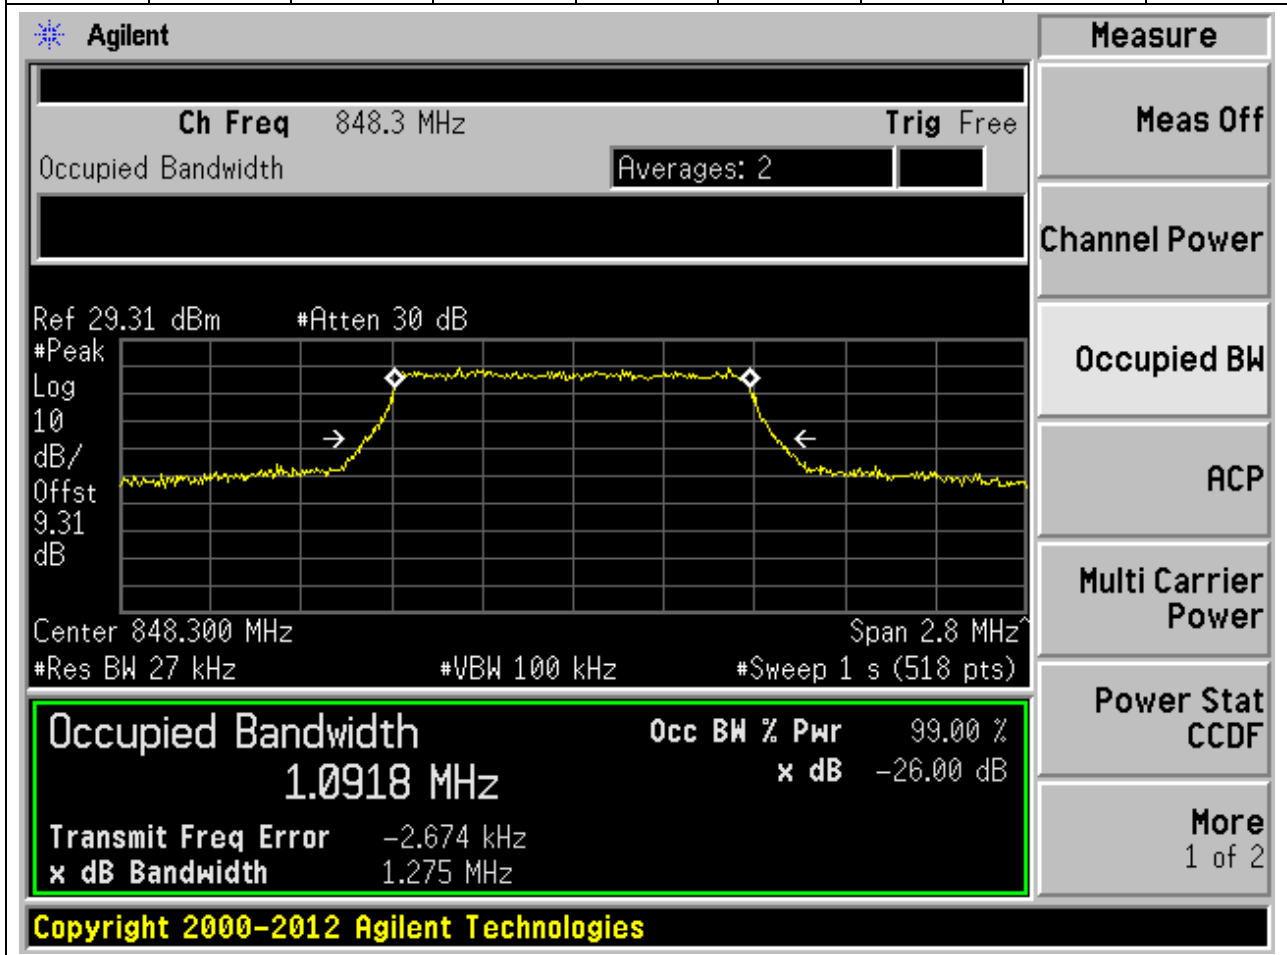 Agilent
Measure
Ch Freq 848.3 MHz Trig Free
Occupied Bandwidth Averages: 2
Meas Off
Channel Power
Occupied BW
ACP
Multi Carrier
Power
Power Stat
CCDF
More
1 of 2
Ref 29.31 dBm #Atten 30 dB
#Peak
Log
10
dB/
Offst
9.31
dB
Center 848.300 MHz Span 2.8 MHz^
#Res BW 27 kHz #VBW 100 kHz #Sweep 1 s (518 pts)
Occupied Bandwidth Occ BW % Pwr 99.00 %
1.0918 MHz x dB -26.00 dB
Transmit Freq Error -2.674 kHz
x dB Bandwidth 1.275 MHz
Copyright 2000-2012 Agilent Technologies